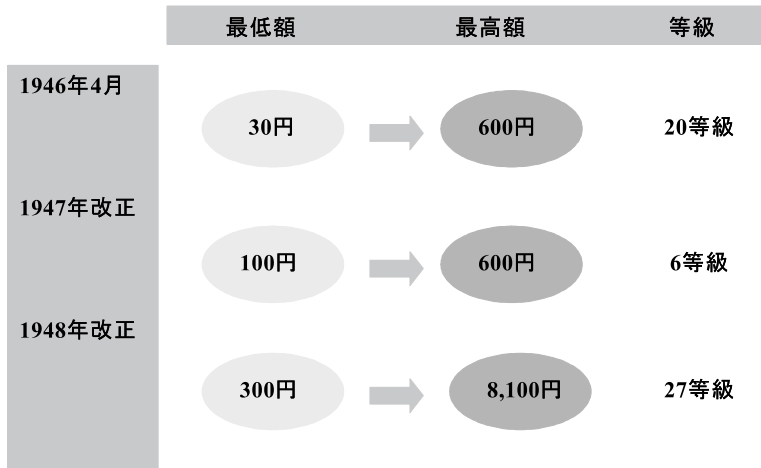 最低額 最高額 等級
1946年4月
30円 600円 20等級
1947年改正
100円 600円 6等級
1948年改正
300円 8,100円 27等級